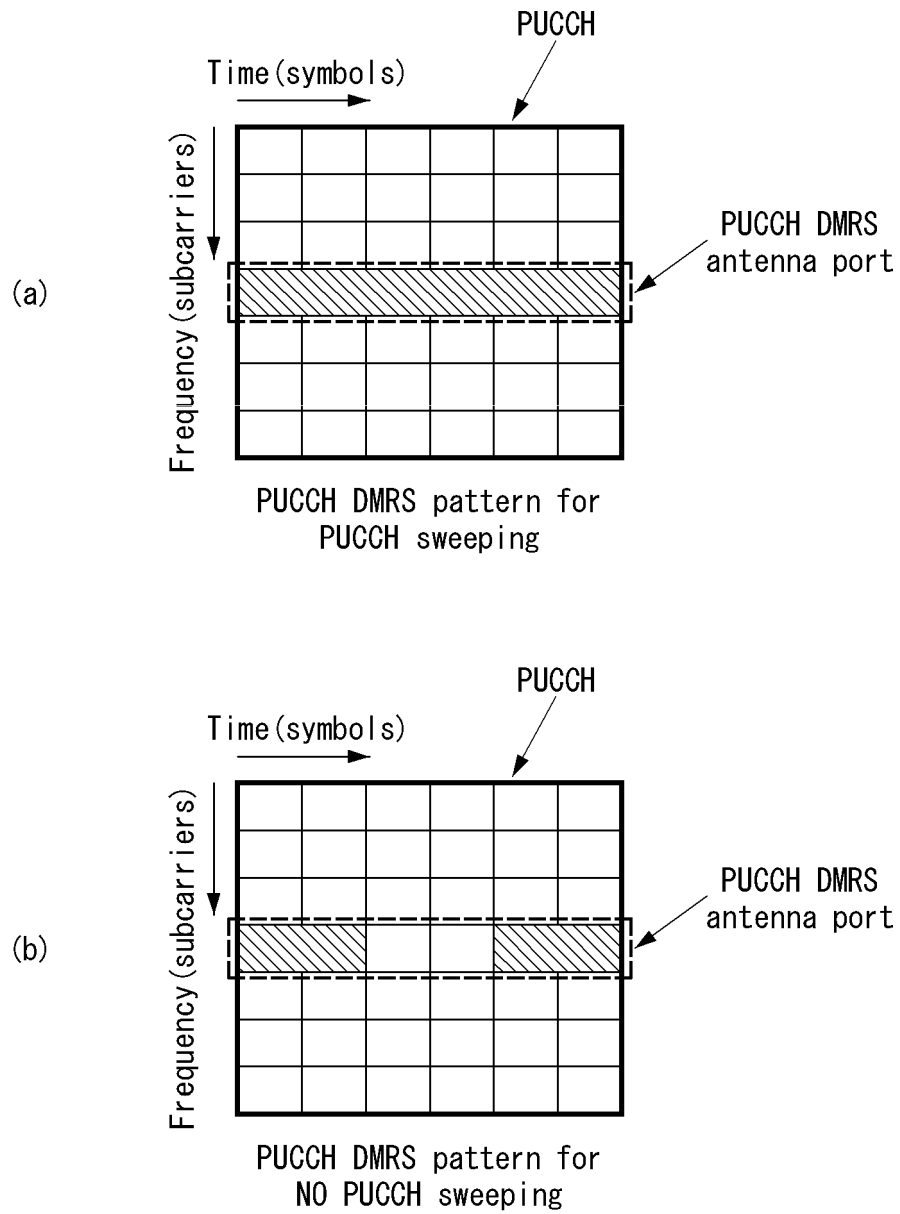 PUCCH
Time(symbols)
Frequency(subcarriers)
(a)
PUCCH DMRS
antenna port
PUCCH DMRS pattern for
PUCCH sweeping
PUCCH
Time(symbols)
Frequency(subcarriers)
(b)
PUCCH DMRS
antenna port
PUCCH DMRS pattern for
NO PUCCH sweeping